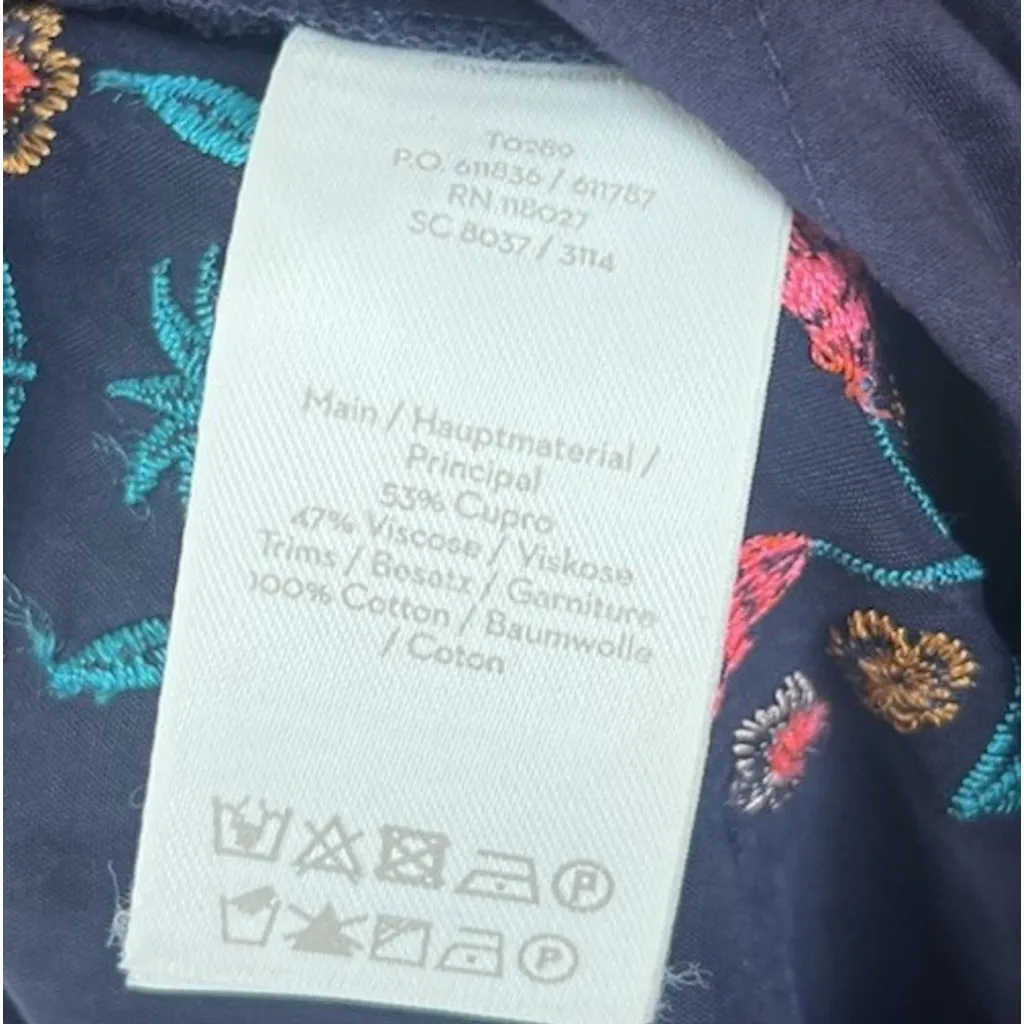 T0289
P.O. 611836 / 611787
RN 118027
SC 8037 / 3114
Main / Hauptmaterial /
Principal
53% Cupro
47% Viscose / Viskose
Trims / Besatz / Garniture
100% Cotton / Baumwolle
/ Coton
P
P